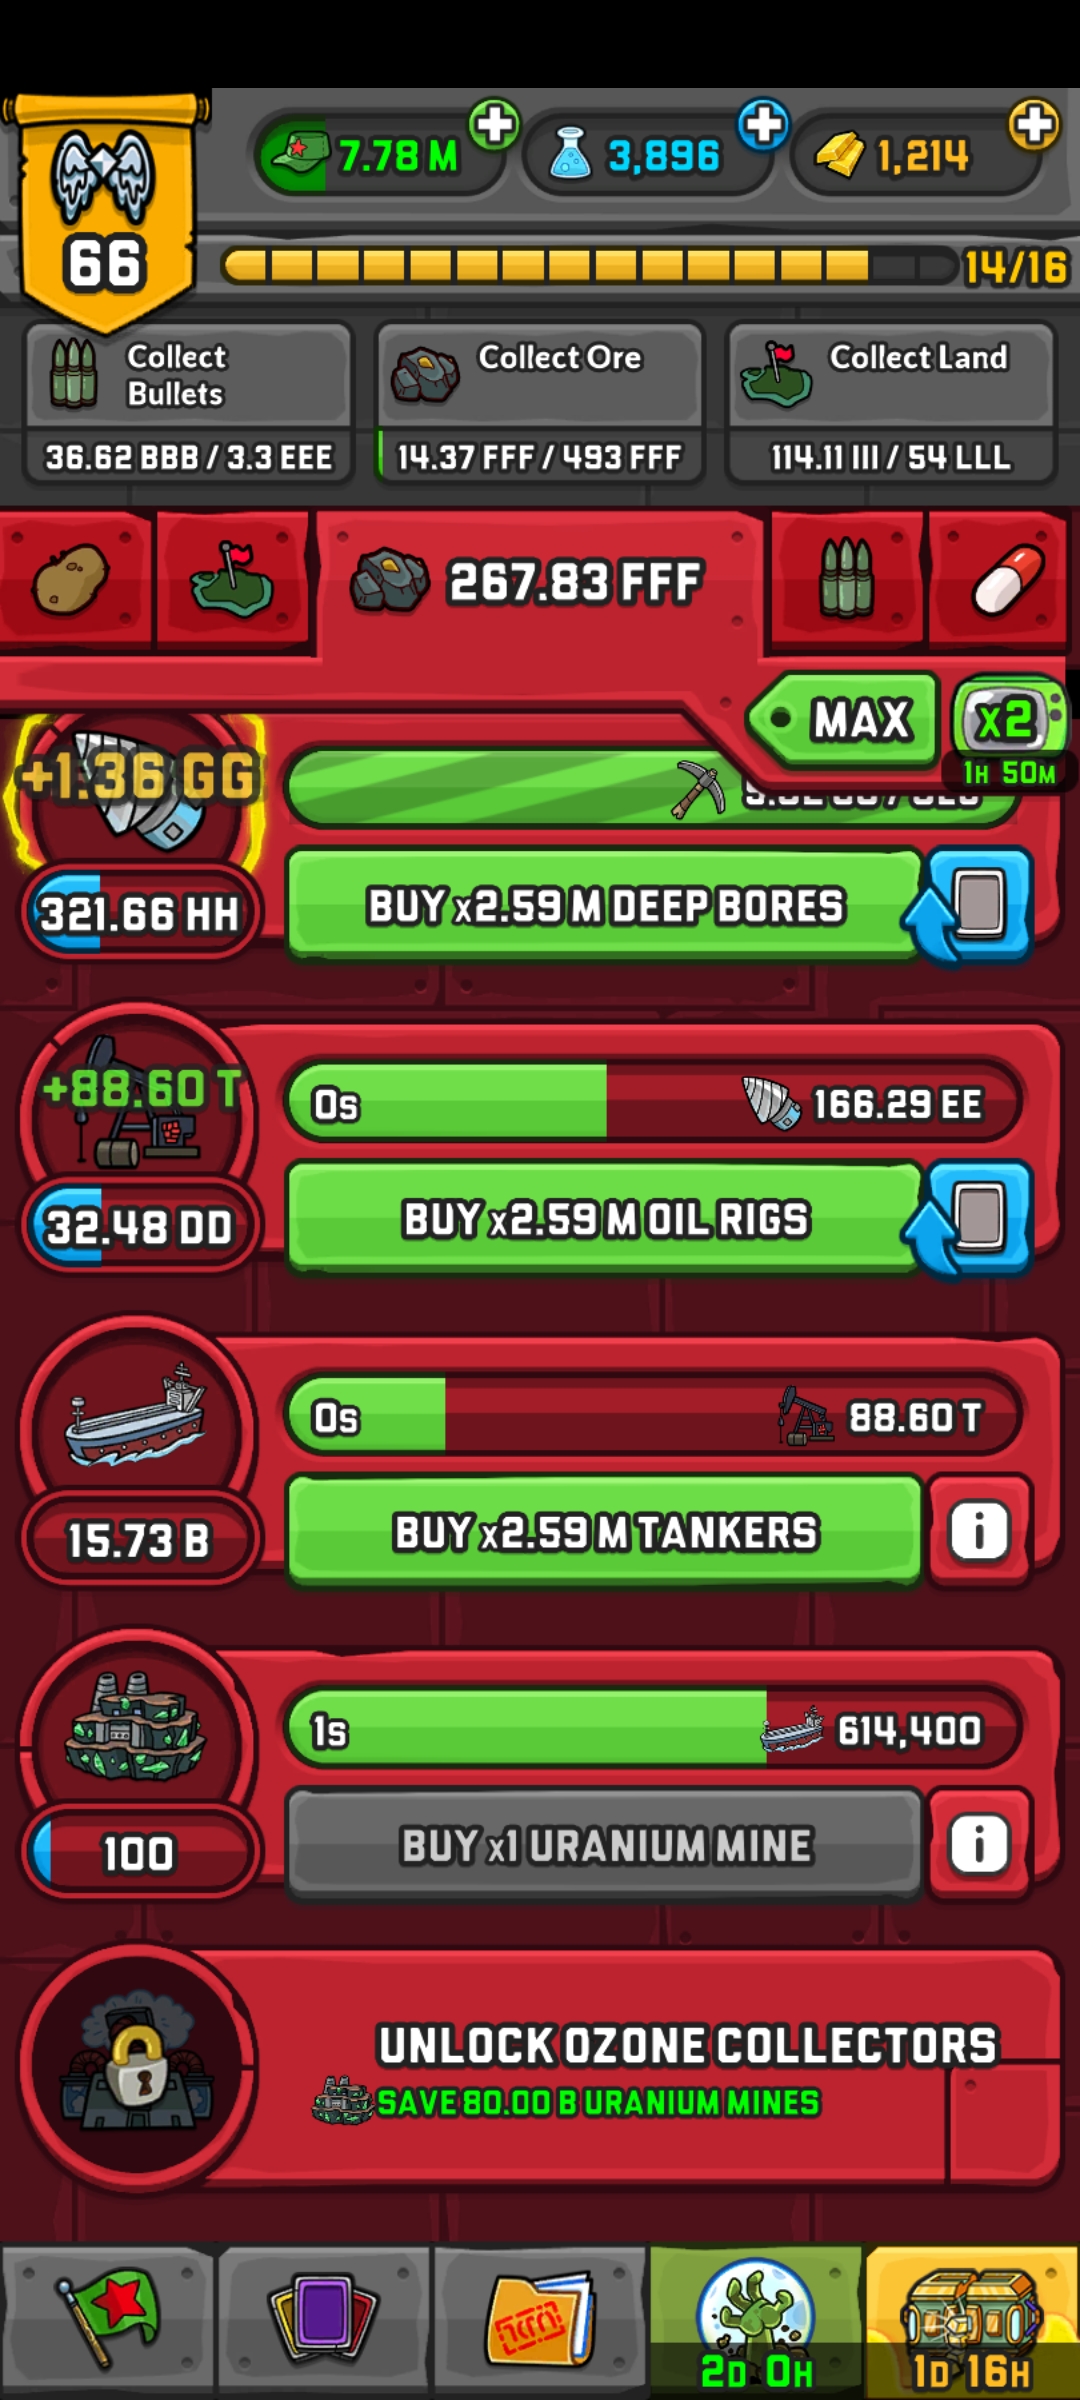 7.78 M
3,896
1,214
66
14/16
Collect
Bullets
Collect Ore
Collect Land
36.62 BBB / 3.3 EEE
14.37 FFF / 493 FFF
114.11 III / 54 LLL
267.83 FFF
MAX
x2
1H 50M
+1.36 GG
321.66 HH
BUY x2.59 M DEEP BORES
+88.60 T
0s
166.29 EE
32.48 DD
BUY x2.59 M OIL RIGS
0s
88.60 T
15.73 B
BUY x2.59 M TANKERS
i
1s
614,400
100
BUY x1 URANIUM MINE
i
UNLOCK OZONE COLLECTORS
SAVE 80.00 B URANIUM MINES
2D 0H
1D 16H